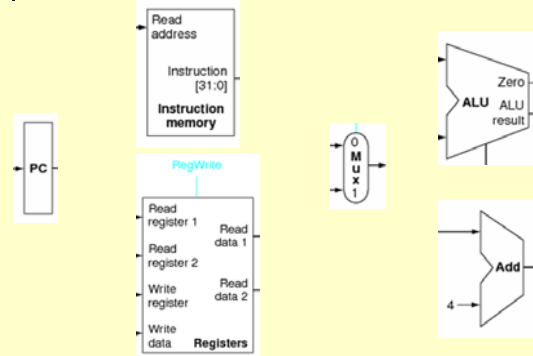 Read
address
Instruction
[31:0]
Instruction
memory
PC
RegWrite
Read
register 1
Read
register 2
Write
register
Write
data
Read
data 1
Read
data 2
Registers
0
M
u
x
1
Zero
ALU
ALU
result
Add
4